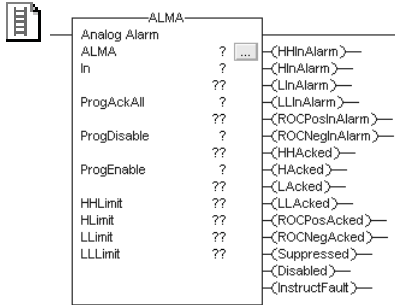 ALMA
Analog Alarm
ALMA ? ... (HHInAlarm)
In ? (HInAlarm)
?? (LInAlarm)
ProgAckAll ? (LLInAlarm)
?? (ROCPosInAlarm)
ProgDisable ? (ROCNegInAlarm)
?? (HHAcked)
ProgEnable ? (HAcked)
?? (LAcked)
HHLimit ?? (LLAcked)
HLimit ?? (ROCPosAcked)
LLimit ?? (ROCNegAcked)
LLLimit ?? (Suppressed)
(Disabled)
(InstructFault)